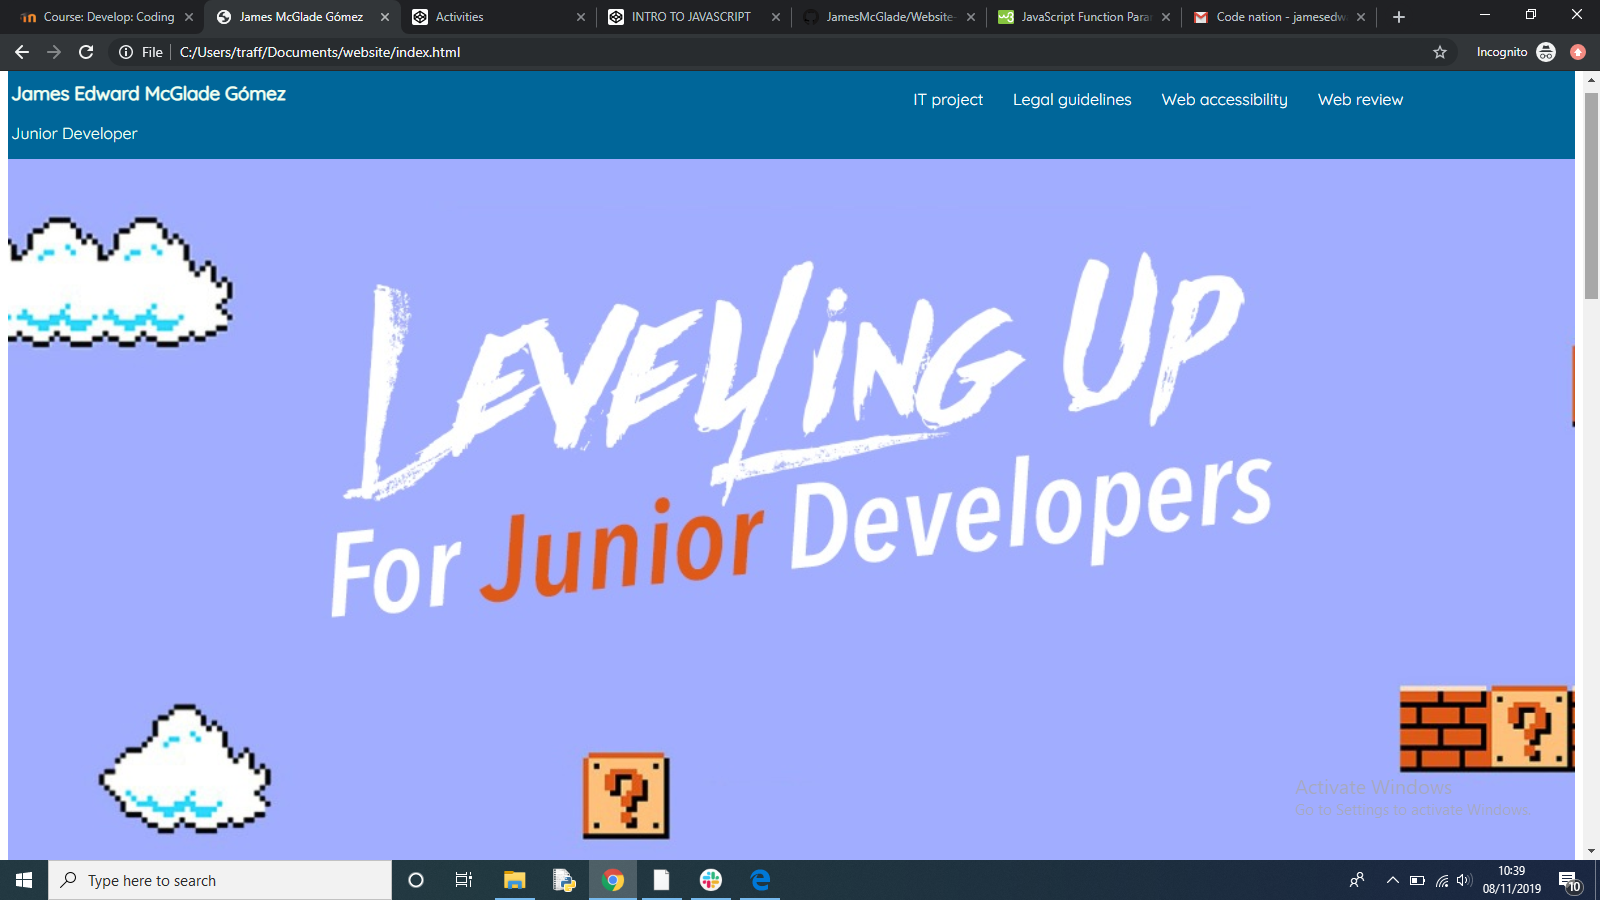 Course: Develop: Coding
James McGlade Gómez
Activities
INTRO TO JAVASCRIPT
JamesMcGlade/Website-
JavaScript Function Para
Code nation - jamesedw
File
C:/Users/traff/Documents/website/index.html
Incognito
James Edward McGlade Gómez
IT project
Legal guidelines
Web accessibility
Web review
Junior Developer
LEVELLING UP
For Junior Developers
?
?
Activate Windows
Go to Settings to activate Windows.
Type here to search
10:39
08/11/2019
10